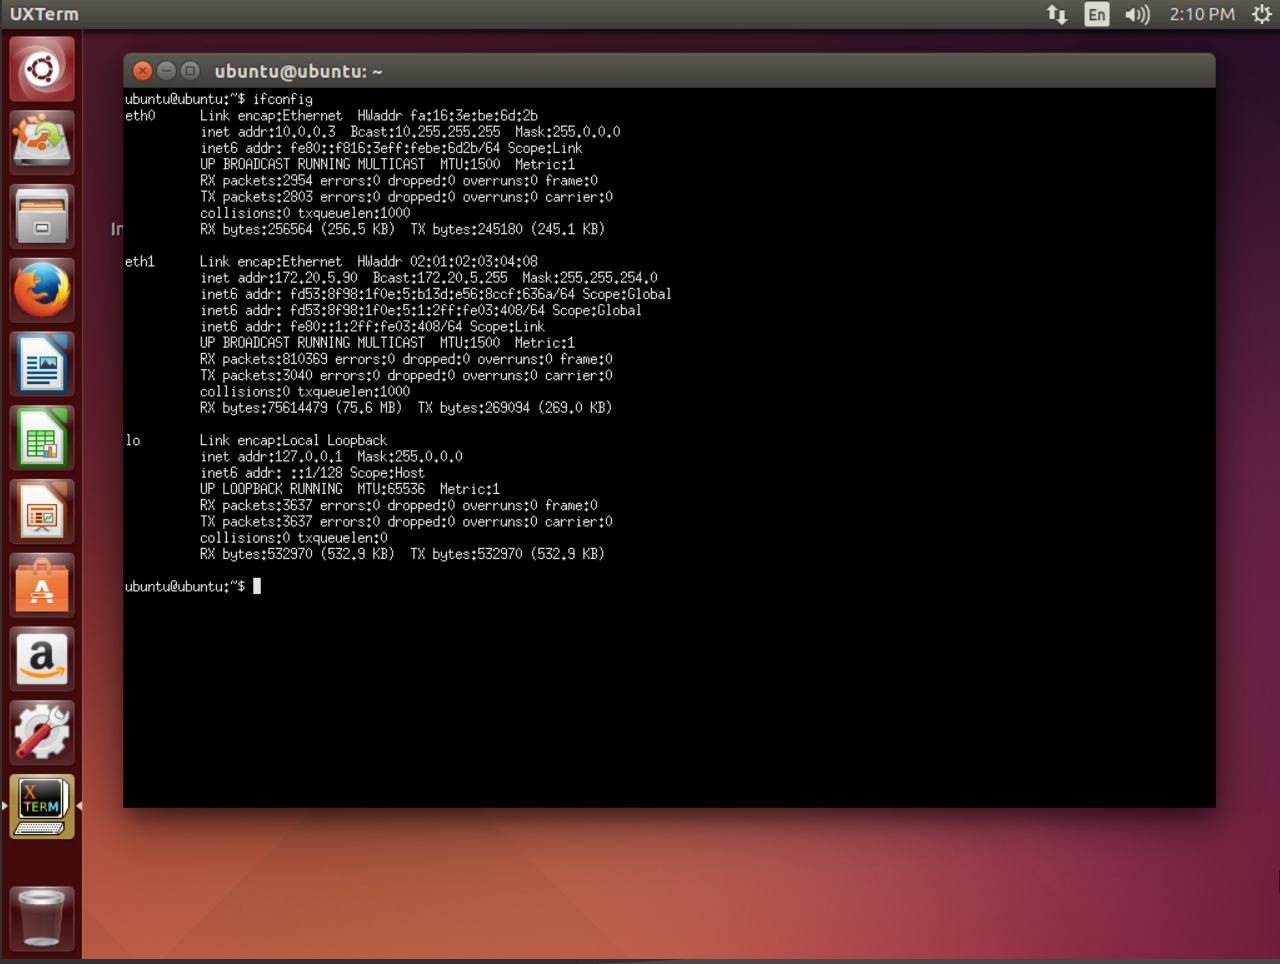 UXTerm
En
2:10 PM
ubuntu@ubuntu: ~
ubuntu@ubuntu:~$ ifconfig
eth0 Link encap:Ethernet HWaddr fa:16:3e:be:6d:2b
inet addr:10.0.0.3 Bcast:10.255.255.255 Mask:255.0.0.0
inet6 addr: fe80::f816:3eff:febe:6d2b/64 Scope:Link
UP BROADCAST RUNNING MULTICAST MTU:1500 Metric:1
RX packets:2954 errors:0 dropped:0 overruns:0 frame:0
TX packets:2803 errors:0 dropped:0 overruns:0 carrier:0
collisions:0 txqueuelen:1000
RX bytes:256564 (256.5 KB) TX bytes:245180 (245.1 KB)
In
eth1 Link encap:Ethernet HWaddr 02:01:02:03:04:08
inet addr:172.20.5.90 Bcast:172.20.5.255 Mask:255.255.254.0
inet6 addr: fd53:8f98:1f0e:5:b13d:e56:8ccf:636a/64 Scope:Global
inet6 addr: fd53:8f98:1f0e:5:1:2ff:fe03:408/64 Scope:Global
inet6 addr: fe80::1:2ff:fe03:408/64 Scope:Link
UP BROADCAST RUNNING MULTICAST MTU:1500 Metric:1
RX packets:810369 errors:0 dropped:0 overruns:0 frame:0
TX packets:3040 errors:0 dropped:0 overruns:0 carrier:0
collisions:0 txqueuelen:1000
RX bytes:75614479 (75.6 MB) TX bytes:269094 (269.0 KB)
lo Link encap:Local Loopback
inet addr:127.0.0.1 Mask:255.0.0.0
inet6 addr: ::1/128 Scope:Host
UP LOOPBACK RUNNING MTU:65536 Metric:1
RX packets:3637 errors:0 dropped:0 overruns:0 frame:0
TX packets:3637 errors:0 dropped:0 overruns:0 carrier:0
collisions:0 txqueuelen:0
RX bytes:532970 (532.9 KB) TX bytes:532970 (532.9 KB)
ubuntu@ubuntu:~$
A
a
X
TERM